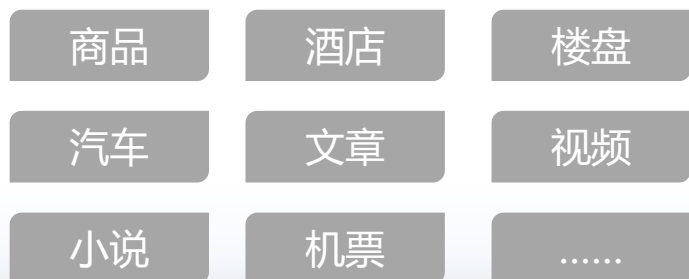 商品 酒店 楼盘
汽车 文章 视频
小说 机票 ......